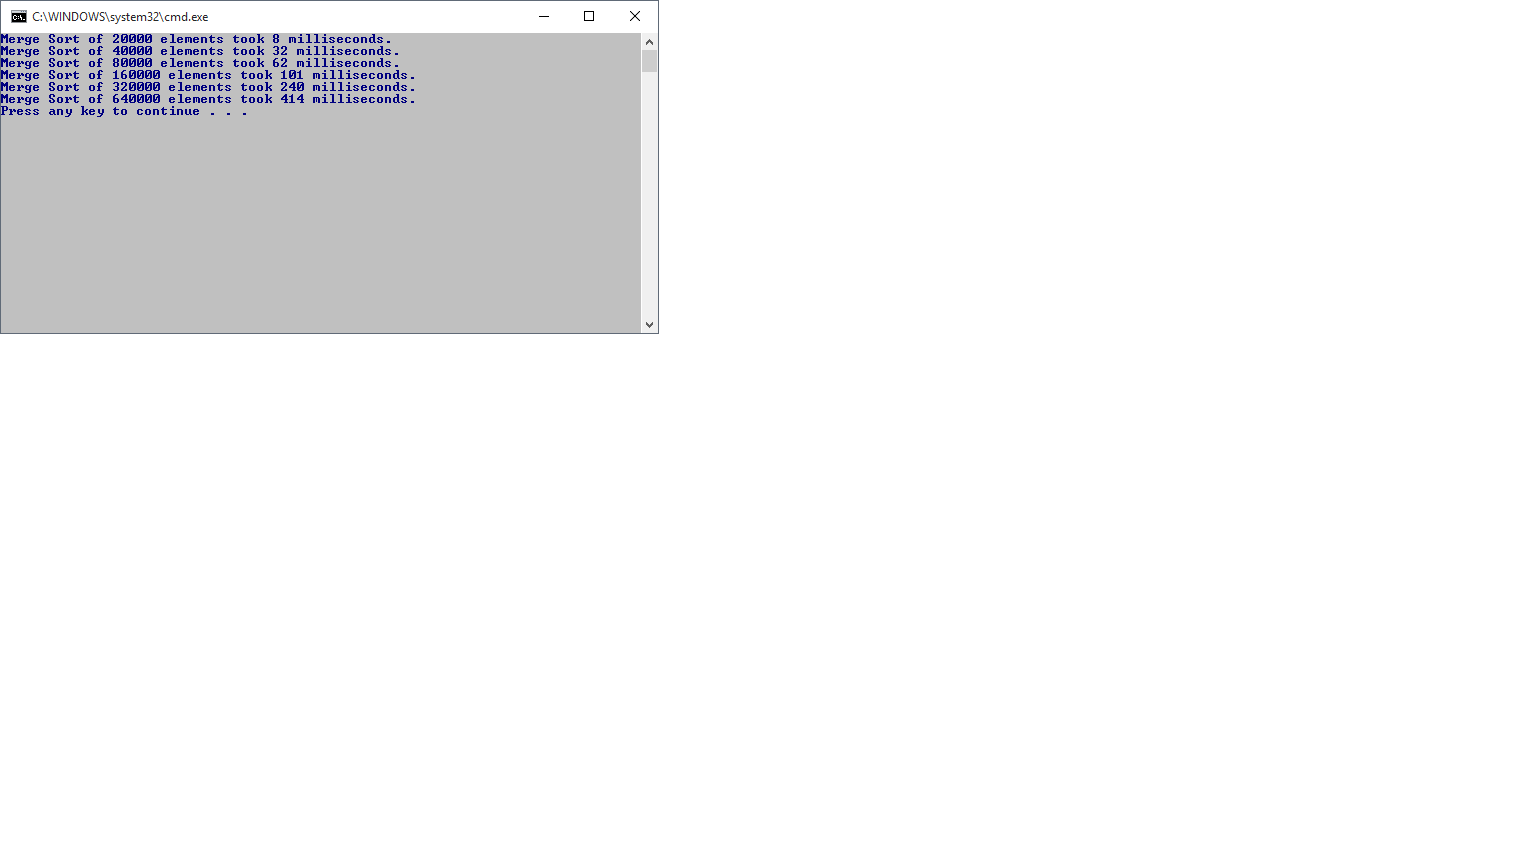 C:\WINDOWS\system32\cmd.exe
Merge Sort of 20000 elements took 8 milliseconds.
Merge Sort of 40000 elements took 32 milliseconds.
Merge Sort of 80000 elements took 62 milliseconds.
Merge Sort of 160000 elements took 101 milliseconds.
Merge Sort of 320000 elements took 240 milliseconds.
Merge Sort of 640000 elements took 414 milliseconds.
Press any key to continue . . .